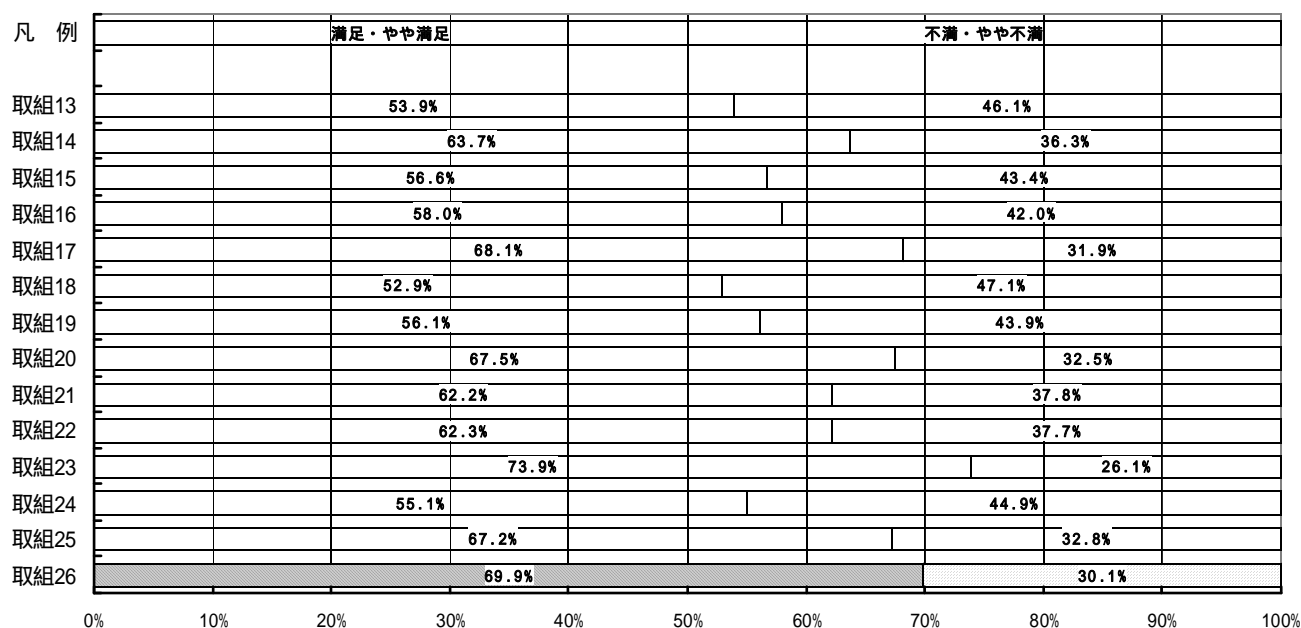 凡 例 満足・やや満足 不満・やや不満
取組13 53.9% 46.1%
取組14 63.7% 36.3%
取組15 56.6% 43.4%
取組16 58.0% 42.0%
取組17 68.1% 31.9%
取組18 52.9% 47.1%
取組19 56.1% 43.9%
取組20 67.5% 32.5%
取組21 62.2% 37.8%
取組22 62.3% 37.7%
取組23 73.9% 26.1%
取組24 55.1% 44.9%
取組25 67.2% 32.8%
取組26 69.9% 30.1%
0% 10% 20% 30% 40% 50% 60% 70% 80% 90% 100%